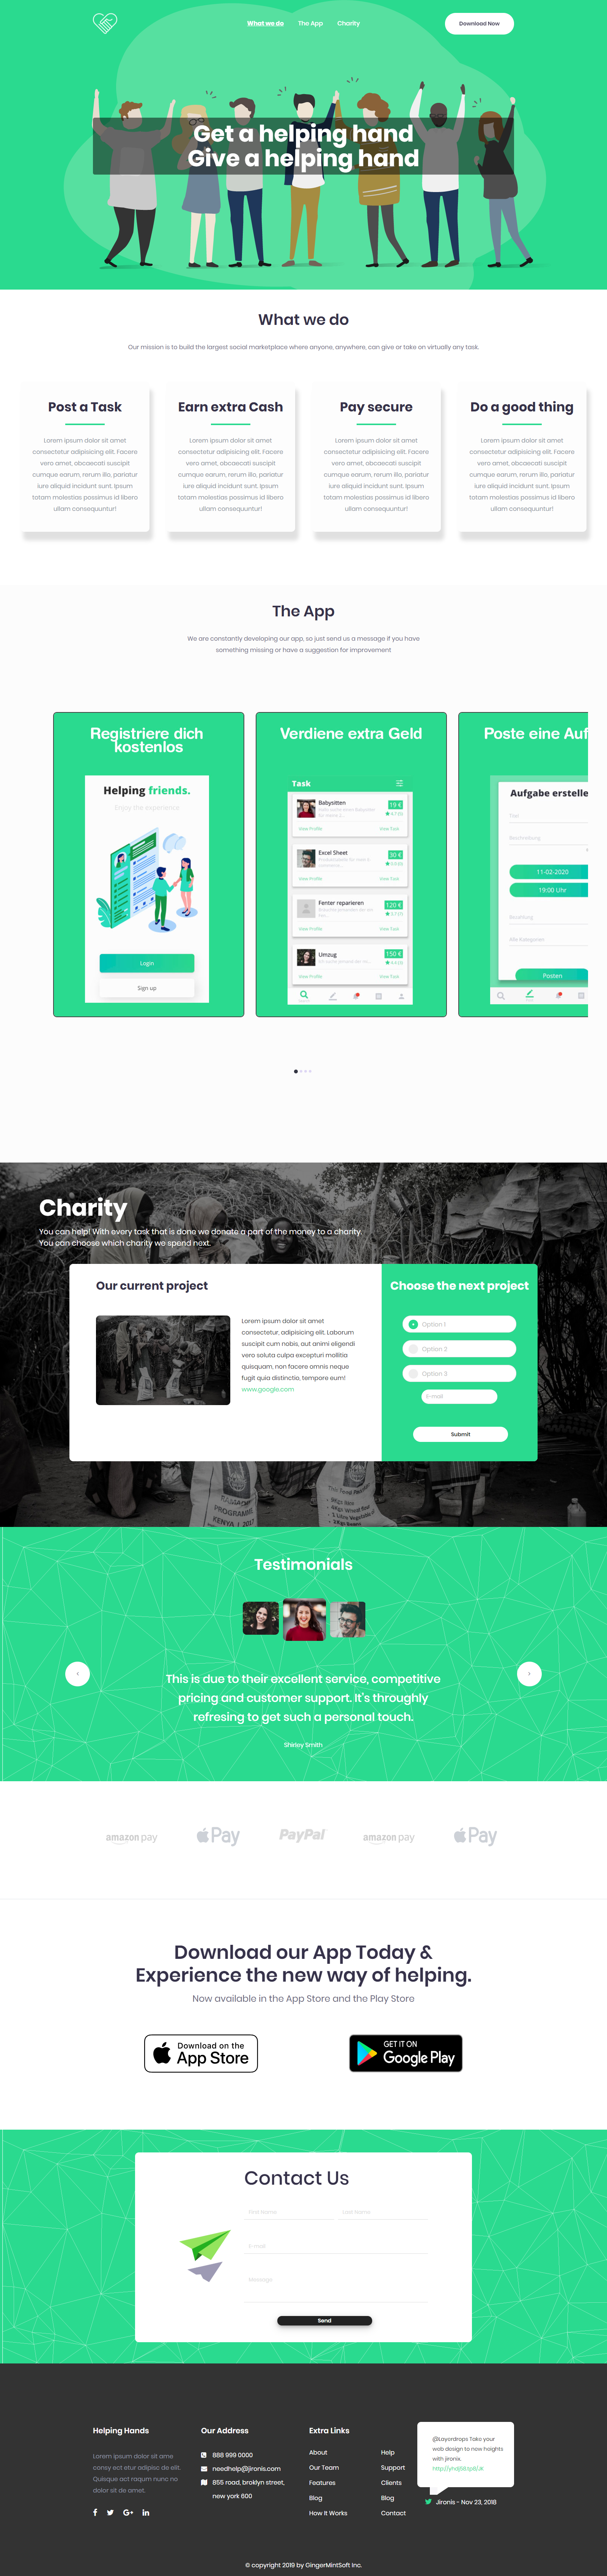 What we do
The App
Charity
Download Now
Get a helping hand
Give a helping hand
What we do
Our mission is to build the largest social marketplace where anyone, anywhere, can give or take on virtually any task.
Post a Task
Lorem ipsum dolor sit amet
consectetur adipisicing elit. Facere
vero amet, obcaecati suscipit
cumque earum, rerum illo, pariatur
iure aliquid incidunt sunt. Ipsum
totam molestias possimus id libero
ullam consequuntur!
Earn extra Cash
Lorem ipsum dolor sit amet
consectetur adipisicing elit. Facere
vero amet, obcaecati suscipit
cumque earum, rerum illo, pariatur
iure aliquid incidunt sunt. Ipsum
totam molestias possimus id libero
ullam consequuntur!
Pay secure
Lorem ipsum dolor sit amet
consectetur adipisicing elit. Facere
vero amet, obcaecati suscipit
cumque earum, rerum illo, pariatur
iure aliquid incidunt sunt. Ipsum
totam molestias possimus id libero
ullam consequuntur!
Do a good thing
Lorem ipsum dolor sit amet
consectetur adipisicing elit. Facere
vero amet, obcaecati suscipit
cumque earum, rerum illo, pariatur
iure aliquid incidunt sunt. Ipsum
totam molestias possimus id libero
ullam consequuntur!
The App
We are constantly developing our app, so just send us a message if you have
something missing or have a suggestion for improvement
Registriere dich
kostenlos
Helping friends.
Enjoy the experience
Login
Sign up
Verdiene extra Geld
Task
Babysitten
19 €
View Profile
View Task
Excel Sheet
30 €
View Profile
View Task
Fenter reparieren
120 €
View Profile
View Task
Umzug
150 €
View Profile
View Task
Poste eine Auf
Aufgabe erstelle
Titel
Beschreibung
11-02-2020
19:00 Uhr
Bezahlung
Alle Kategorien
Posten
Charity
You can help! With every task that is done we donate a part of the money to a charity.
You can choose which charity we spend next.
Our current project
Lorem ipsum dolor sit amet
consectetur, adipisicing elit. Laborum
suscipit cum nobis, aut animi eligendi
vero soluta culpa excepturi mollitia
quisquam, non facere omnis neque
fugit quia distinctio, tempore eum!
www.google.com
Choose the next project
Option 1
Option 2
Option 3
E-mail
Submit
KENYA / 2017
Testimonials
This is due to their excellent service, competitive
pricing and customer support. It's throughly
refresing to get such a personal touch.
Shirley Smith
amazon pay
Pay
PayPal
amazon pay
Pay
Download our App Today &
Experience the new way of helping.
Now available in the App Store and the Play Store
Download on the
App Store
GET IT ON
Google Play
Contact Us
First Name
Last Name
E-mail
Message
Send
Helping Hands
Lorem ipsum dolor sit ame
consy ect etur adipisc de elit.
Quisque act raqum nunc no
dolor sit de amet.
Our Address
888 999 0000
needhelp@jironis.com
855 road, broklyn street,
new york 600
Extra Links
About
Our Team
Features
Blog
How It Works
Help
Support
Clients
Blog
Contact
@Layordrops Take your
web design to new heights
with jironix.
Jironis - Nov 23, 2018
© copyright 2019 by GingerMintSoft Inc.